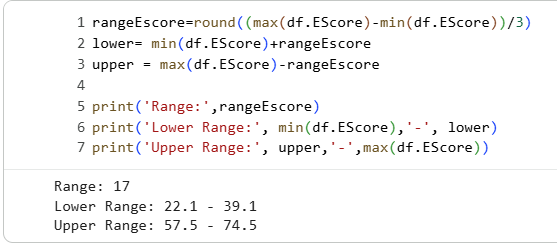 1 rangeEscore=round((max(df.EScore)-min(df.EScore))/3)
2 lower= min(df.EScore)+rangeEscore
3 upper = max(df.EScore)-rangeEscore
4
5 print('Range:',rangeEscore)
6 print('Lower Range:', min(df.EScore),'-', lower)
7 print('Upper Range:', upper,'-',max(df.EScore))
Range: 17
Lower Range: 22.1 - 39.1
Upper Range: 57.5 - 74.5